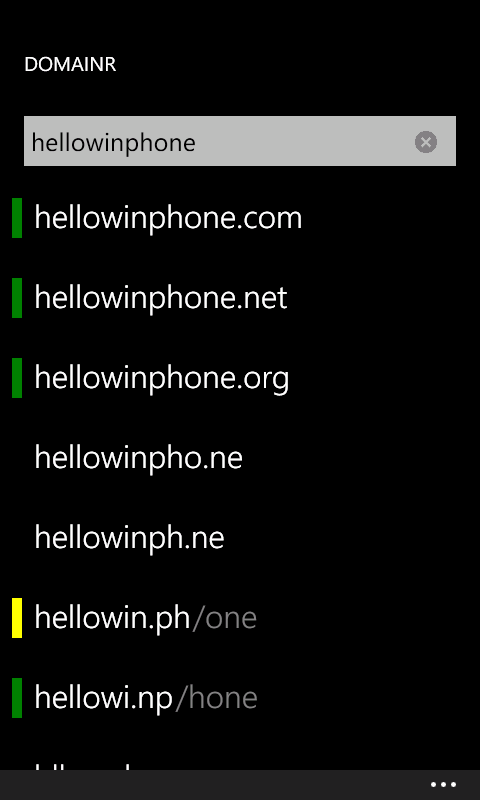 DOMAINR
hellowinphone
hellowinphone.com
hellowinphone.net
hellowinphone.org
hellowinpho.ne
hellowinph.ne
hellowin.ph/one
hellowi.np/hone